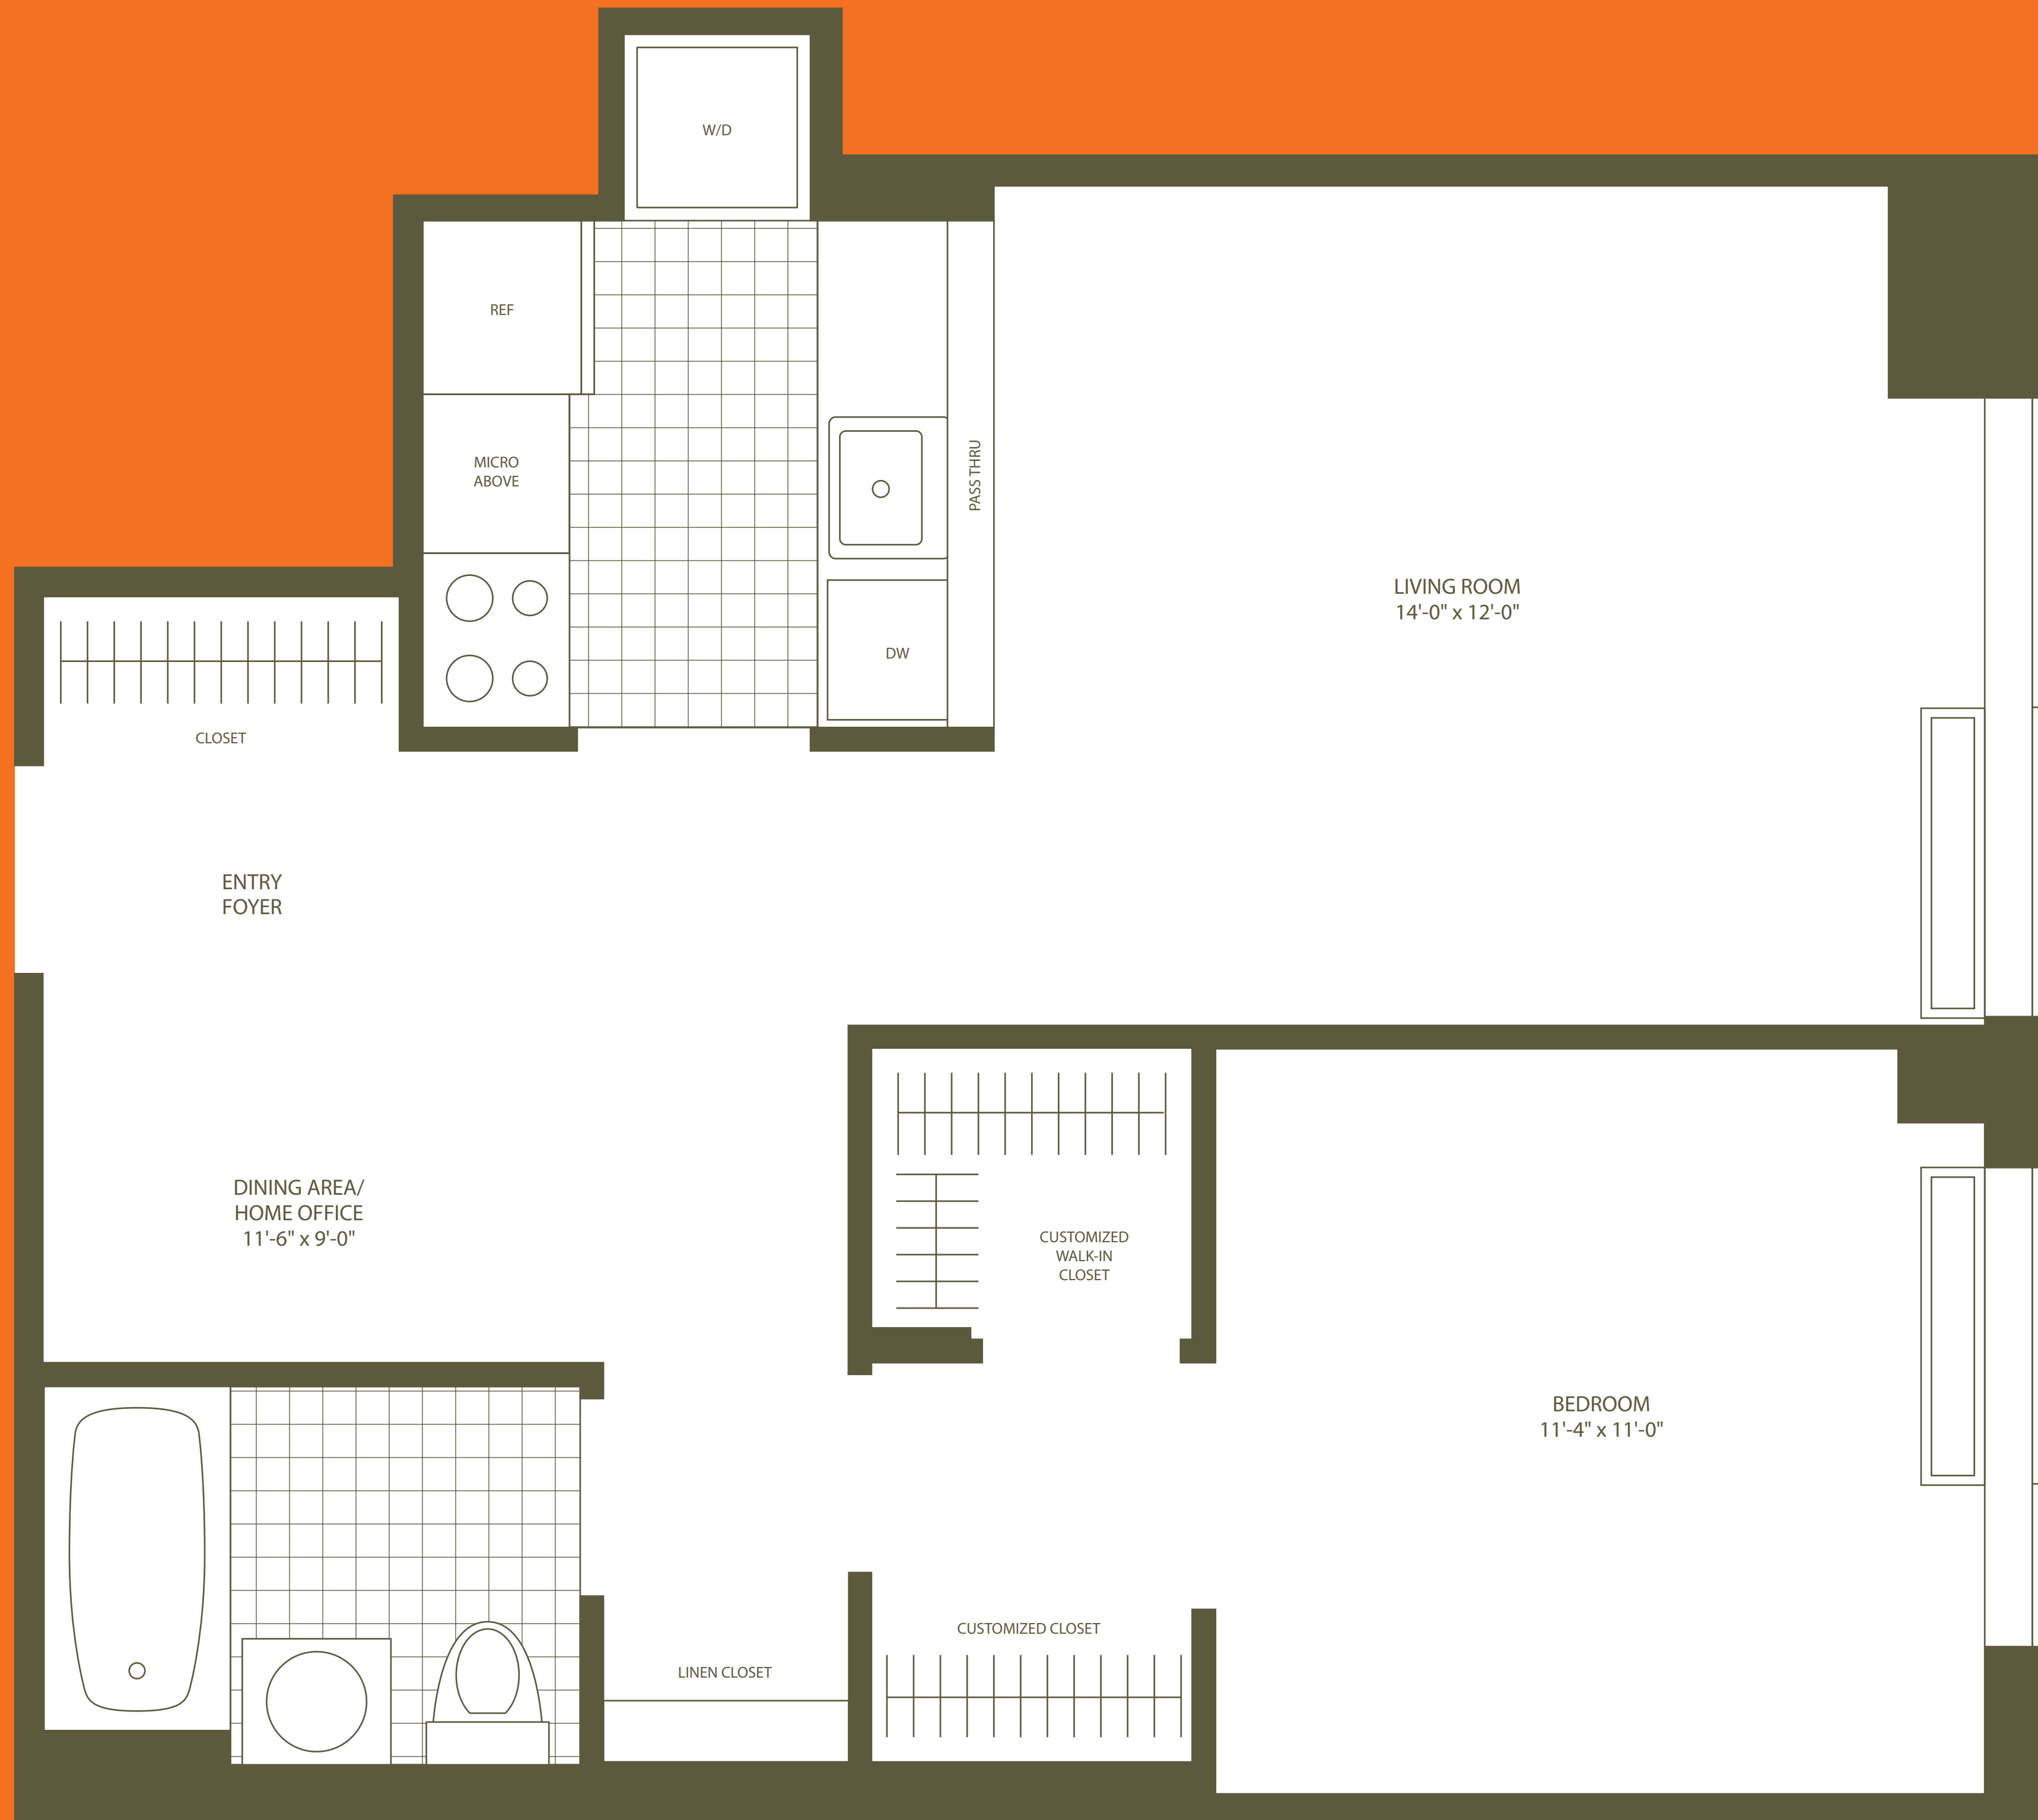 W/D
REF
MICRO
ABOVE
PASS THRU
LIVING ROOM
14'-0" x 12'-0"
DW
CLOSET
ENTRY
FOYER
DINING AREA/
HOME OFFICE
11'-6" x 9'-0"
CUSTOMIZED
WALK-IN
CLOSET
BEDROOM
11'-4" x 11'-0"
CUSTOMIZED CLOSET
LINEN CLOSET